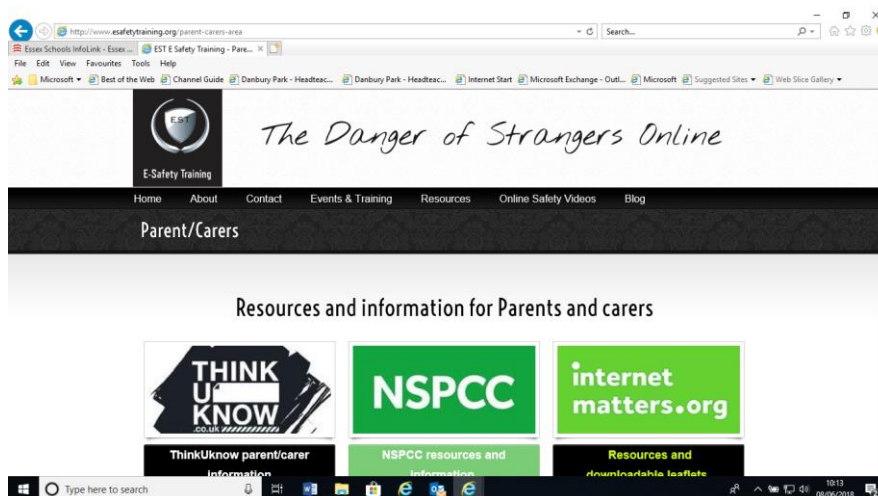 http://www.esafetytraining.org/parent-carers-area
Search...
Essex Schools InfoLink - Essex ...
EST E Safety Training - Pare...
File Edit View Favourites Tools Help
Microsoft Best of the Web Channel Guide Danbury Park - Headteac... Danbury Park - Headteac... Internet Start Microsoft Exchange - Outl... Microsoft Suggested Sites Web Slice Gallery
EST
E-Safety Training
The Danger of Strangers Online
Home About Contact Events & Training Resources Online Safety Videos Blog
Parent/Carers
Resources and information for Parents and carers
THINK
U
KNOW
.co.uk
NSPCC
internet
matters.org
ThinkUknow parent/carer
information
NSPCC resources and
information
Resources and
downloadable leaflets
Type here to search
10:13
08/06/2018